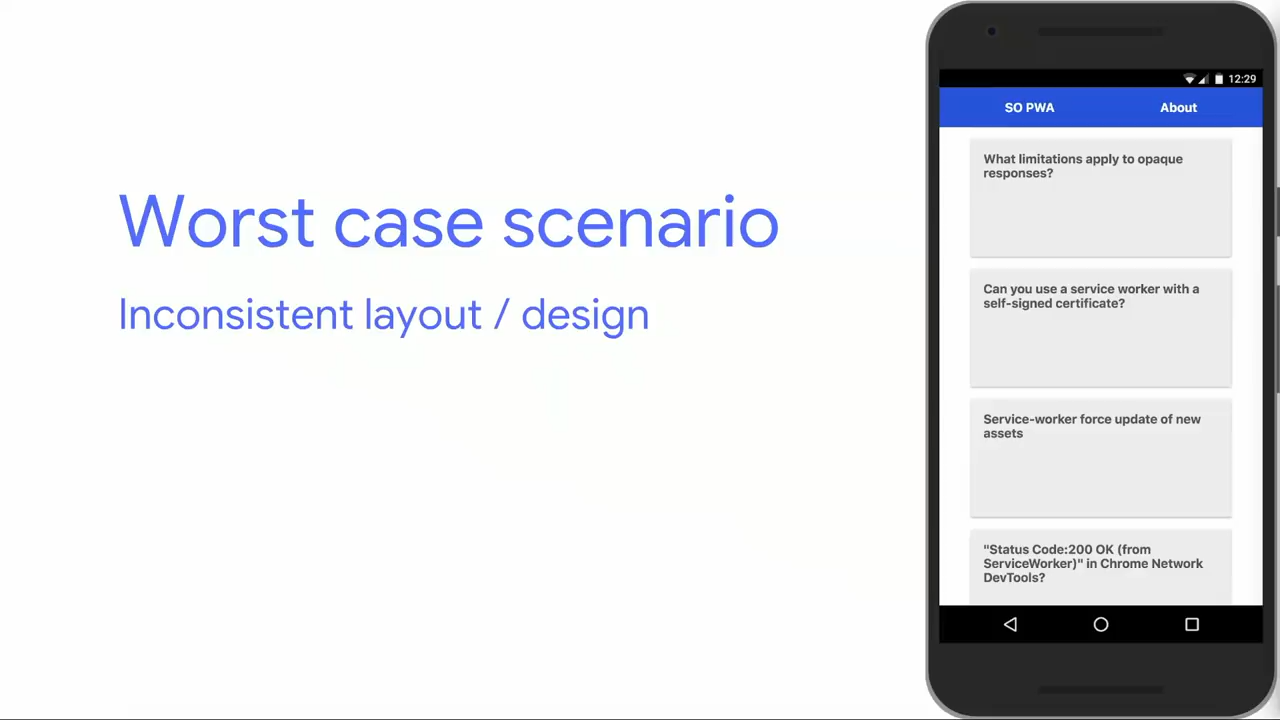 Worst case scenario
Inconsistent layout / design
12:29
SO PWA About
What limitations apply to opaque
responses?
Can you use a service worker with a
self-signed certificate?
Service-worker force update of new
assets
"Status Code:200 OK (from
ServiceWorker)" in Chrome Network
DevTools?